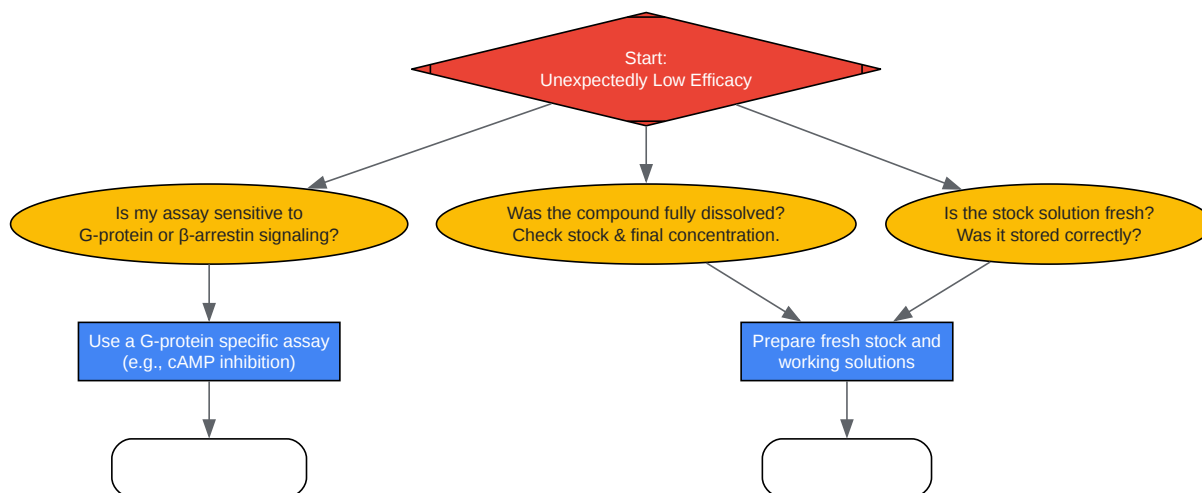 Start:
Unexpectedly Low Efficacy
Is my assay sensitive to
G-protein or β-arrestin signaling?
Was the compound fully dissolved?
Check stock & final concentration.
Is the stock solution fresh?
Was it stored correctly?
Use a G-protein specific assay
(e.g., cAMP inhibition)
Prepare fresh stock and
working solutions